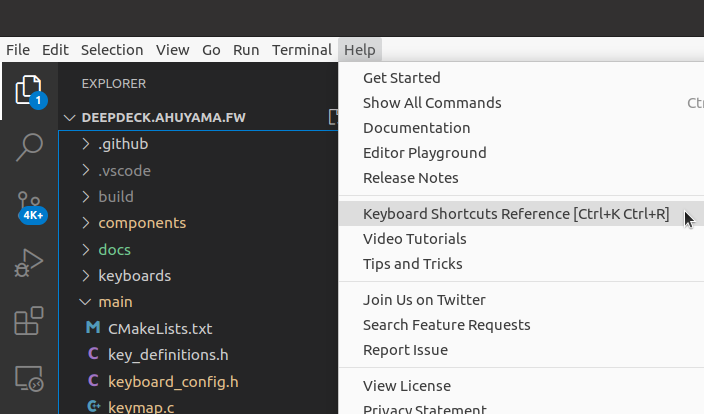 File Edit Selection View Go Run Terminal Help
EXPLORER
DEEPDECK.AHUYAMA.FW
.github
.vscode
build
components
docs
keyboards
main
CMakeLists.txt
key_definitions.h
keyboard_config.h
keymap.c
1
4K+
Get Started
Show All Commands
Documentation
Editor Playground
Release Notes
Keyboard Shortcuts Reference [Ctrl+K Ctrl+R]
Video Tutorials
Tips and Tricks
Join Us on Twitter
Search Feature Requests
Report Issue
View License
Privacy Statement